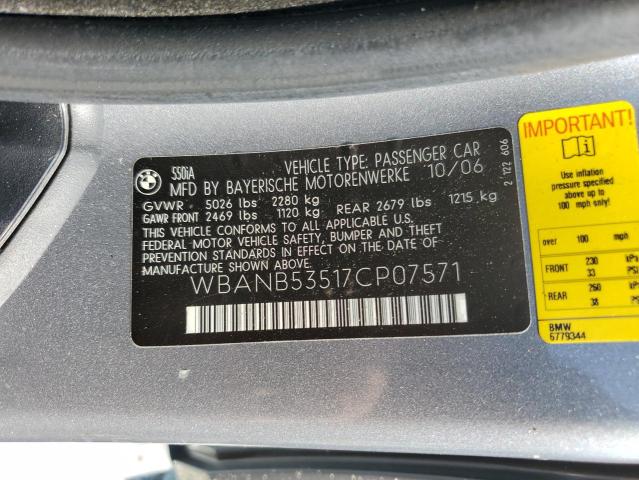 BMW
550iA
VEHICLE TYPE: PASSENGER CAR
MFD BY BAYERISCHE MOTORENWERKE 10/06
GVWR 5026 lbs 2280 kg
GAWR FRONT 2469 lbs 1120 kg REAR 2679 lbs 1215 kg
THIS VEHICLE CONFORMS TO ALL APPLICABLE U.S.
FEDERAL MOTOR VEHICLE SAFETY, BUMPER AND THEFT
PREVENTION STANDARDS IN EFFECT ON THE DATE OF
MANUFACTURE SHOWN ABOVE.
WBANB53517CP07571
2 122 606
IMPORTANT!
Use inflation
pressure specified
above up to
100 mph only!
over 100 mph
FRONT 230 kPa
33 PSI
REAR 260 kPa
38 PSI
BMW
6779344